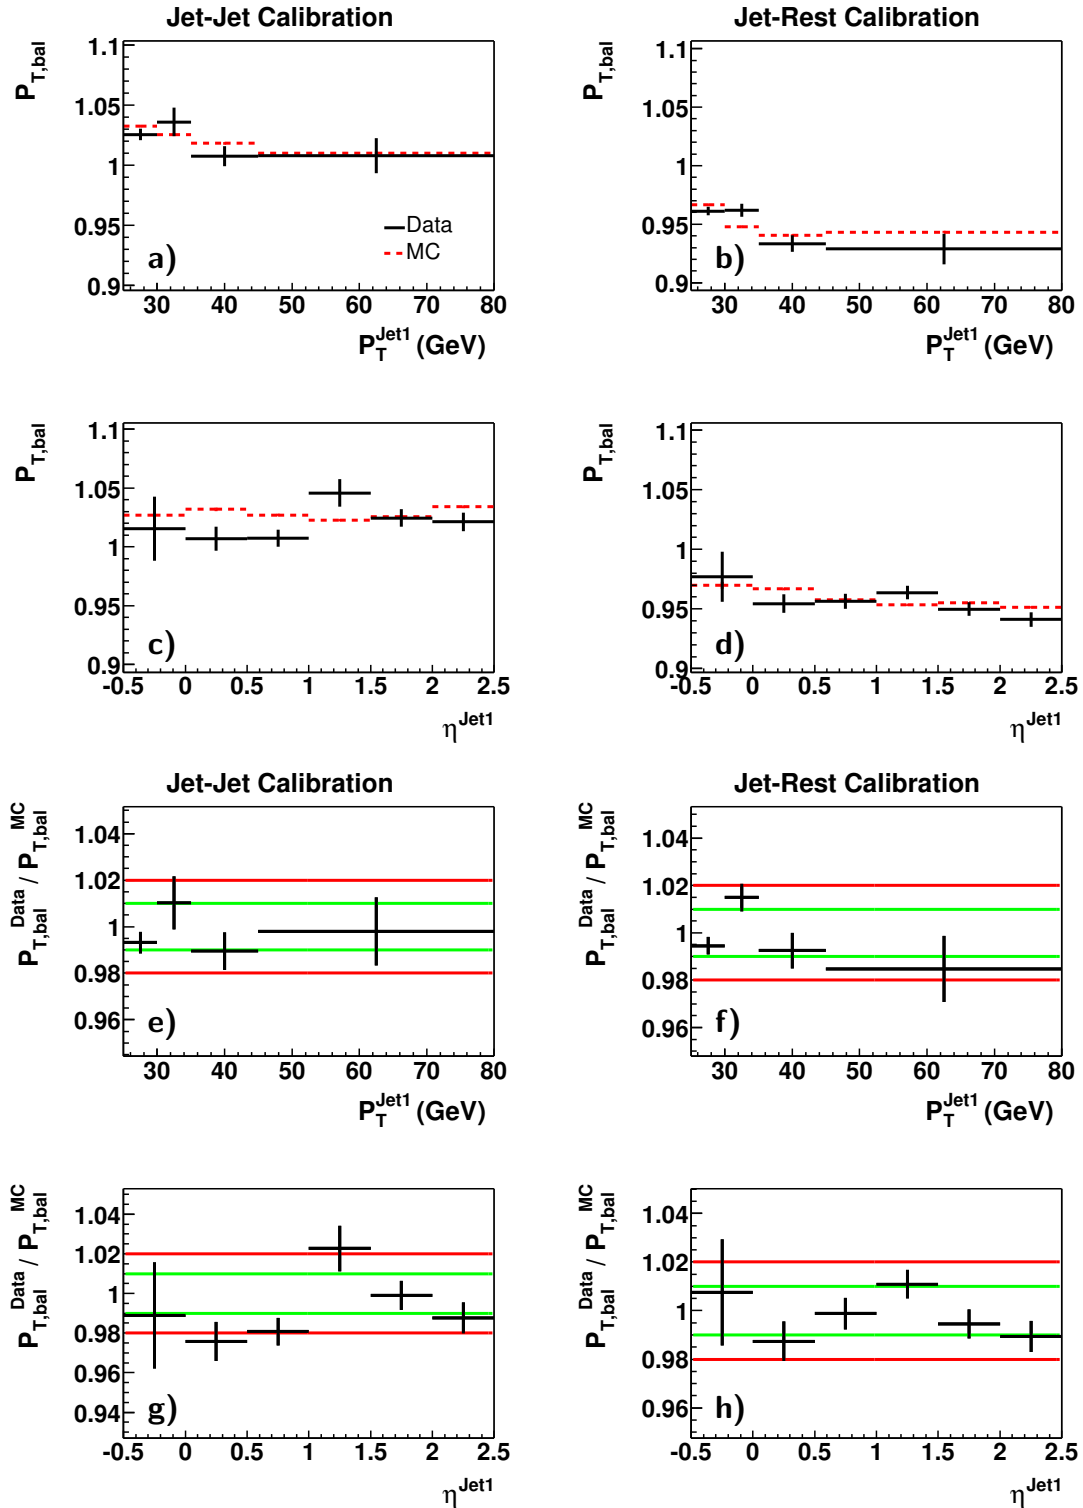 Jet-Jet Calibration
P_T,bal
1.1
1.05
1
0.95
0.9
Data
MC
a)
30 40 50 60 70 80
P_T^Jet1 (GeV)
Jet-Rest Calibration
P_T,bal
1.1
1.05
1
0.95
0.9
b)
30 40 50 60 70 80
P_T^Jet1 (GeV)
P_T,bal
1.1
1.05
1
0.95
0.9
c)
-0.5 0 0.5 1 1.5 2 2.5
η^Jet1
P_T,bal
1.1
1.05
1
0.95
0.9
d)
-0.5 0 0.5 1 1.5 2 2.5
η^Jet1
Jet-Jet Calibration
P_T,bal^Data / P_T,bal^MC
1.04
1.02
1
0.98
0.96
e)
30 40 50 60 70 80
P_T^Jet1 (GeV)
Jet-Rest Calibration
P_T,bal^Data / P_T,bal^MC
1.04
1.02
1
0.98
0.96
f)
30 40 50 60 70 80
P_T^Jet1 (GeV)
P_T,bal^Data / P_T,bal^MC
1.04
1.02
1
0.98
0.96
0.94
g)
-0.5 0 0.5 1 1.5 2 2.5
η^Jet1
P_T,bal^Data / P_T,bal^MC
1.04
1.02
1
0.98
0.96
h)
-0.5 0 0.5 1 1.5 2 2.5
η^Jet1